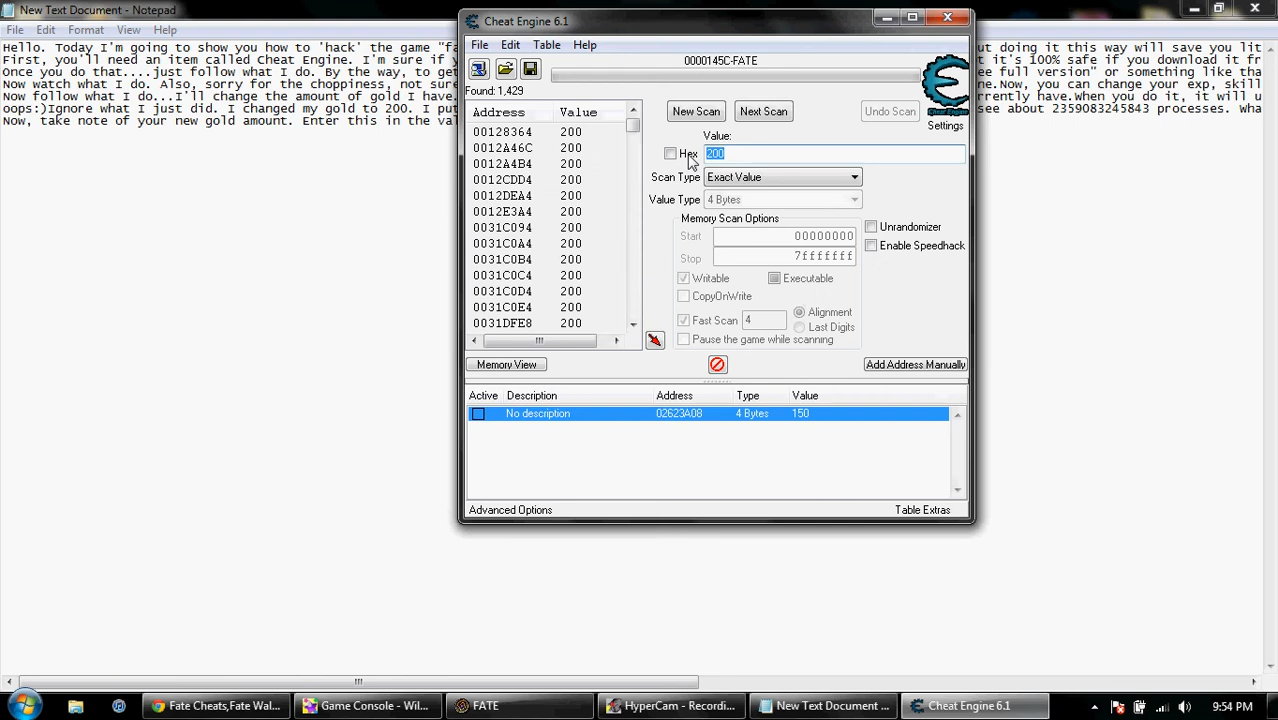 New Text Document - Notepad
File Edit Format View Help
Hello. Today I'm going to show you how to 'hack' the game "fa
ut doing it this way will save you lit
First, you'll need an item called Cheat Engine. I'm sure if y
t it's 100% safe if you download it fr
Once you do that....just follow what I do. By the way, to get
ee full version" or something like tha
Now watch what I do. Also, sorry for the choppiness, not sure
ne.Now, you can change your exp, skill
Now follow what I do...I'll change the amount of gold I have.
rrently have.When you do it, it will u
oops:)Ignore what I just did. I changed my gold to 200. I put
see about 2359083245843 processes. wha
Now, take note of your new gold amount. Enter this in the val
Cheat Engine 6.1
File Edit Table Help
0000145C-FATE
Found: 1,429
Address Value
00128364 200
0012A46C 200
0012A4B4 200
0012CDD4 200
0012DEA4 200
0012E3A4 200
0031C094 200
0031C0A4 200
0031C0B4 200
0031C0C4 200
0031C0D4 200
0031C0E4 200
0031DFE8 200
New Scan Next Scan Undo Scan
Cheat Engine
Settings
Value:
Hex 200
Scan Type Exact Value
Value Type 4 Bytes
Memory Scan Options
Start 00000000
Stop 7fffffff
Writable Executable
CopyOnWrite
Fast Scan 4 Alignment
Last Digits
Pause the game while scanning
Unrandomizer
Enable Speedhack
Memory View Add Address Manually
Active Description Address Type Value
No description 02623A08 4 Bytes 150
Advanced Options Table Extras
Fate Cheats,Fate Wal... Game Console - Wil... FATE HyperCam - Recordi... New Text Document ... Cheat Engine 6.1 9:54 PM